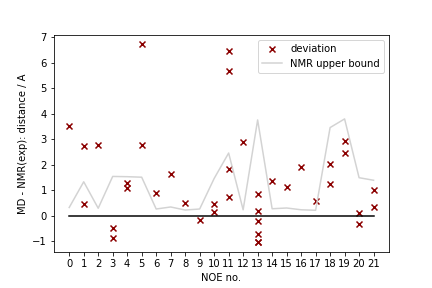 7
6
5
4
3
2
1
0
−1
MD - NMR(exp): distance / A
deviation
NMR upper bound
0 1 2 3 4 5 6 7 8 9 10 11 12 13 14 15 16 17 18 19 20 21
NOE no.